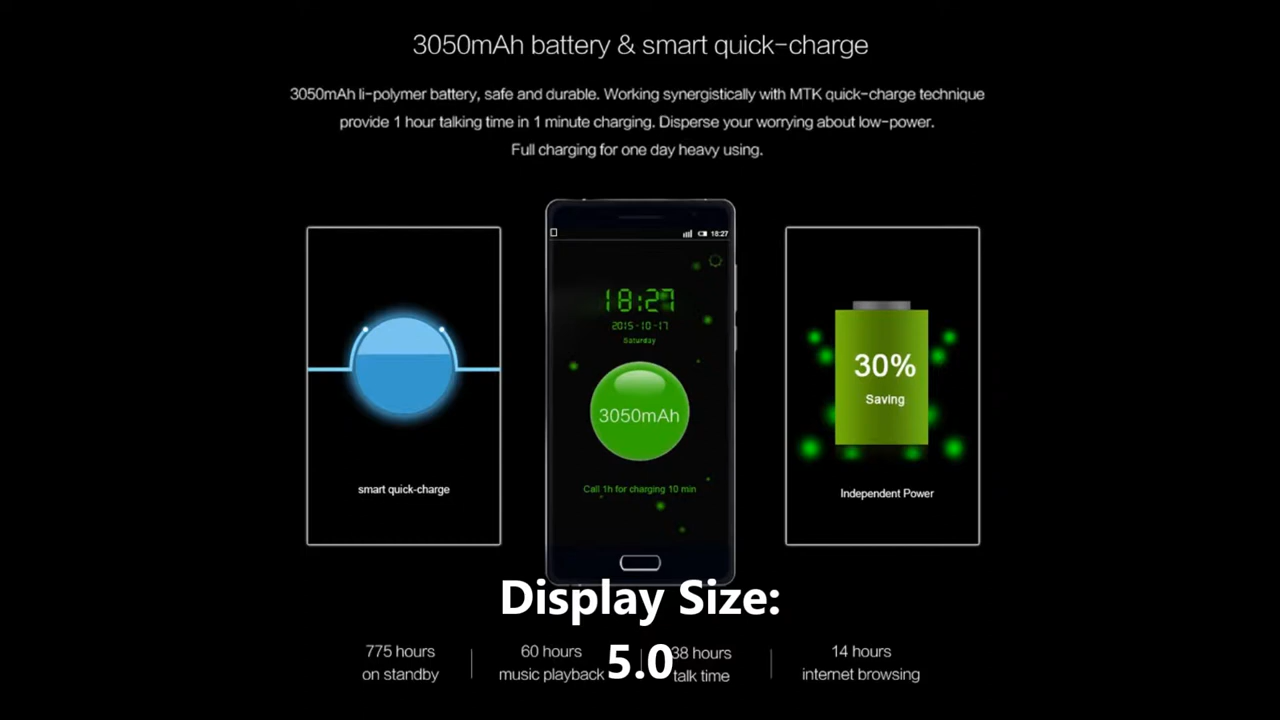 3050mAh battery & smart quick-charge
3050mAh li-polymer battery, safe and durable. Working synergistically with MTK quick-charge technique
provide 1 hour talking time in 1 minute charging. Disperse your worrying about low-power.
Full charging for one day heavy using.
18:27
18:27
2015-10-17
Saturday
3050mAh
Call 1h for charging 10 min
smart quick-charge
30%
Saving
Independent Power
Display Size:
5.0
775 hours
on standby
60 hours
music playback
38 hours
talk time
14 hours
internet browsing